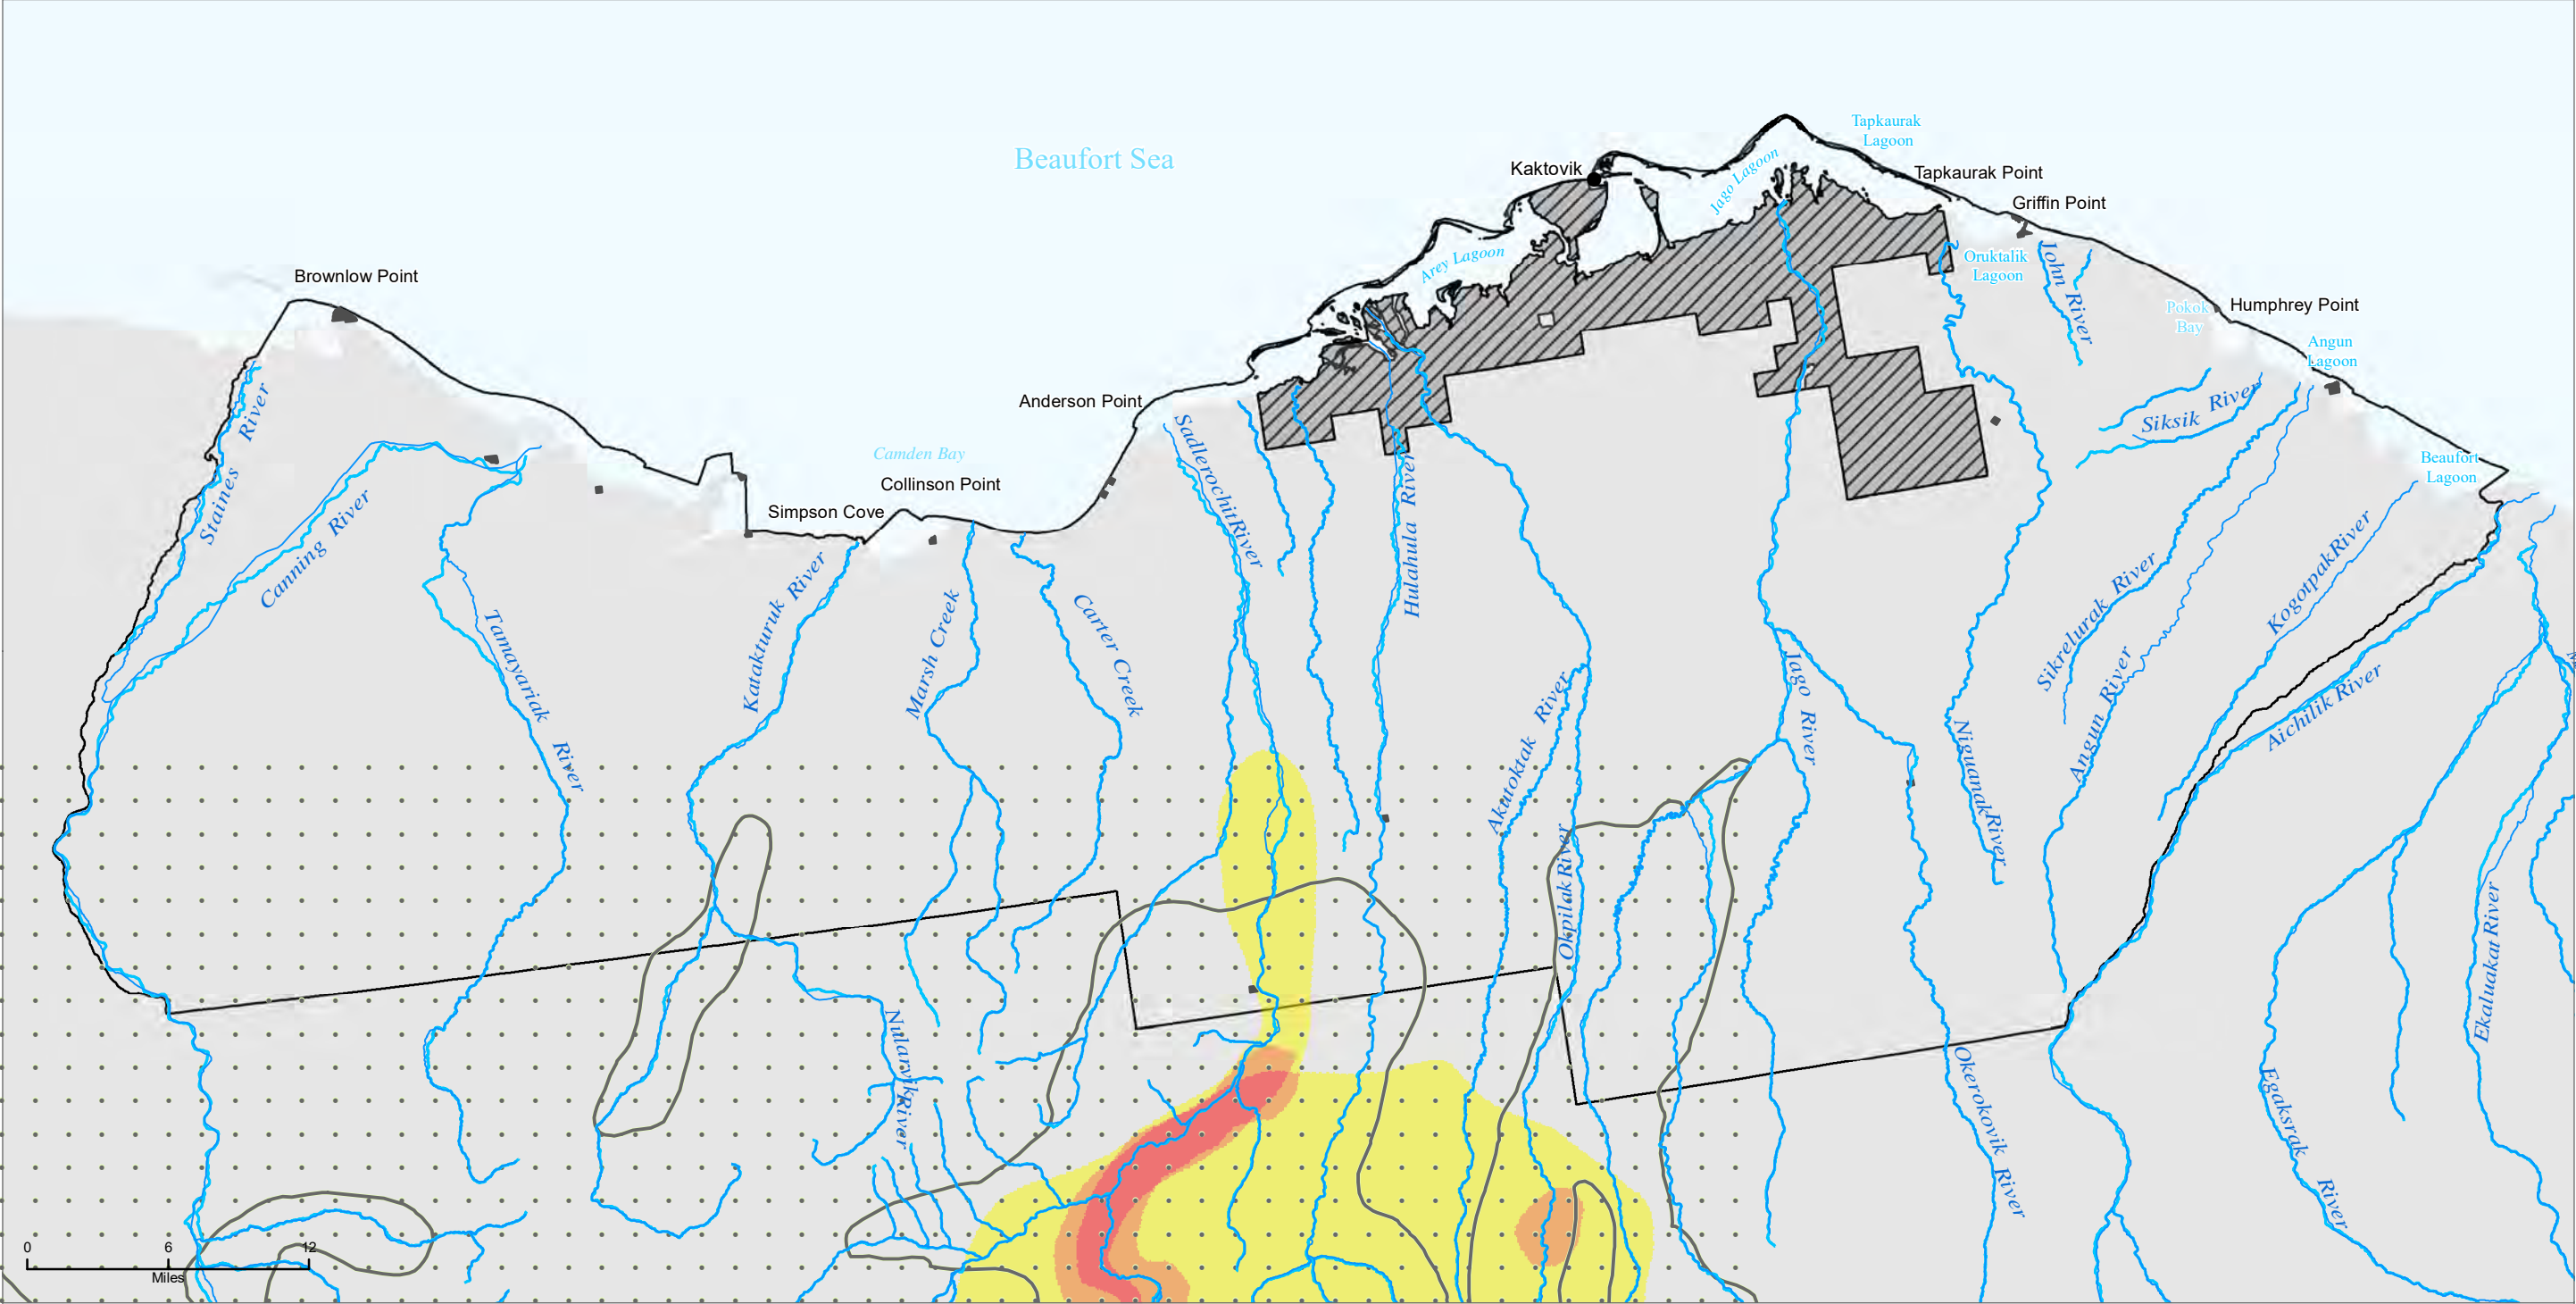 Tapkaurak
Lagoon
Beaufort Sea
Kaktovik
Jago Lagoon
Tapkaurak Point
Griffin Point
Arey Lagoon
Oruktalik
Lagoon
John River
Brownlow Point
Pokok
Bay
Humphrey Point
Angun
Lagoon
Anderson Point
Staines River
Canning River
Camden Bay
Collinson Point
Simpson Cove
Sadlerochit River
Hulahula River
Siksik River
Beaufort
Lagoon
Tamayariak River
Katakturuk River
Marsh Creek
Carter Creek
Akutoktak River
Okpilak River
Jago River
Niguanak River
Sikrelurak River
Angun River
Kogotpak River
Aichilik River
Nularvik River
Okerokovik River
Egaksrak River
Ekaluakat River
0 6 12
Miles